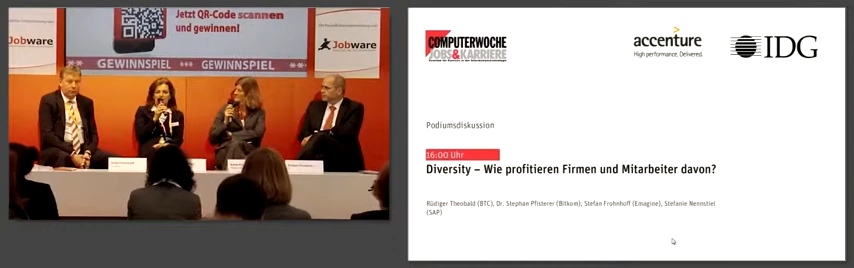 Jetzt QR-Code scannen
und gewinnen!
Jobware
Jobware
GEWINNSPIEL *** GEWINNSPIEL
COMPUTERWOCHE
JOBS&KARRIERE
accenture
High performance. Delivered.
IDG
Podiumsdiskussion
16:00 Uhr
Diversity – Wie profitieren Firmen und Mitarbeiter davon?
Rüdiger Theobald (BTC), Dr. Stephan Pfisterer (Bitkom), Stefan Frohnhoff (Emagine), Stefanie Nennstiel
(SAP)